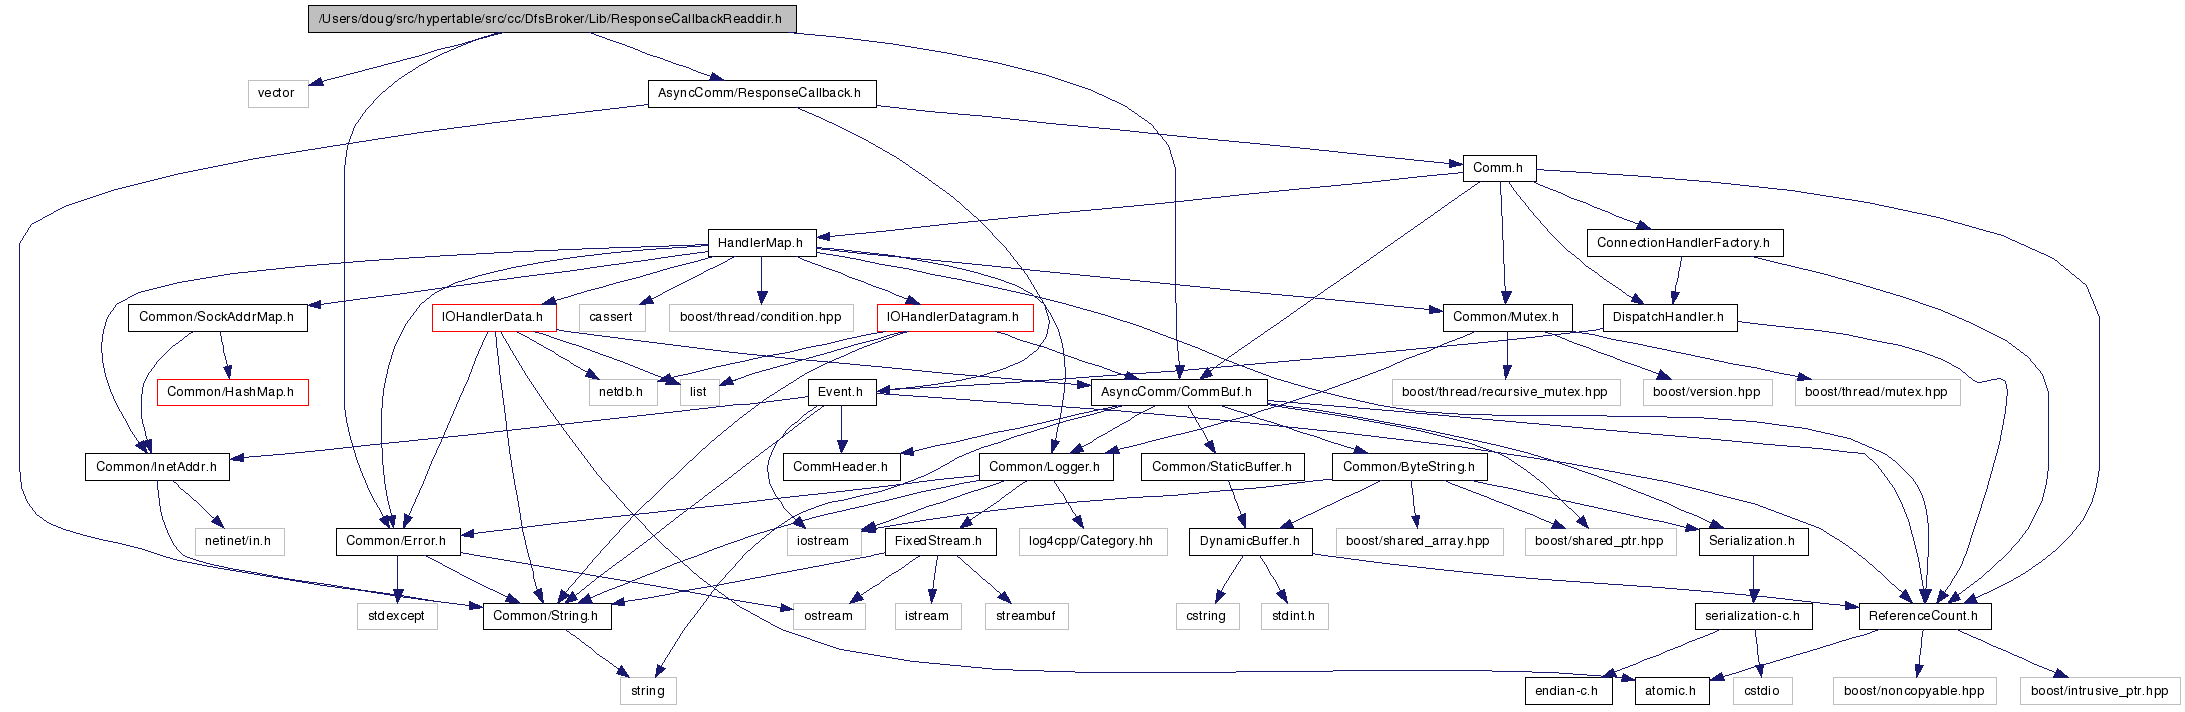 /Users/doug/src/hypertable/src/cc/DfsBroker/Lib/ResponseCallbackReaddir.h
vector
AsyncComm/ResponseCallback.h
Comm.h
HandlerMap.h
ConnectionHandlerFactory.h
Common/SockAddrMap.h
IOHandlerData.h
cassert
boost/thread/condition.hpp
IOHandlerDatagram.h
Common/Mutex.h
DispatchHandler.h
Common/HashMap.h
netdb.h
list
Event.h
AsyncComm/CommBuf.h
boost/thread/recursive_mutex.hpp
boost/version.hpp
boost/thread/mutex.hpp
Common/InetAddr.h
CommHeader.h
Common/Logger.h
Common/StaticBuffer.h
Common/ByteString.h
netinet/in.h
Common/Error.h
iostream
FixedStream.h
log4cpp/Category.hh
DynamicBuffer.h
boost/shared_array.hpp
boost/shared_ptr.hpp
Serialization.h
stdexcept
Common/String.h
ostream
istream
streambuf
cstring
stdint.h
serialization-c.h
ReferenceCount.h
string
endian-c.h
atomic.h
cstdio
boost/noncopyable.hpp
boost/intrusive_ptr.hpp